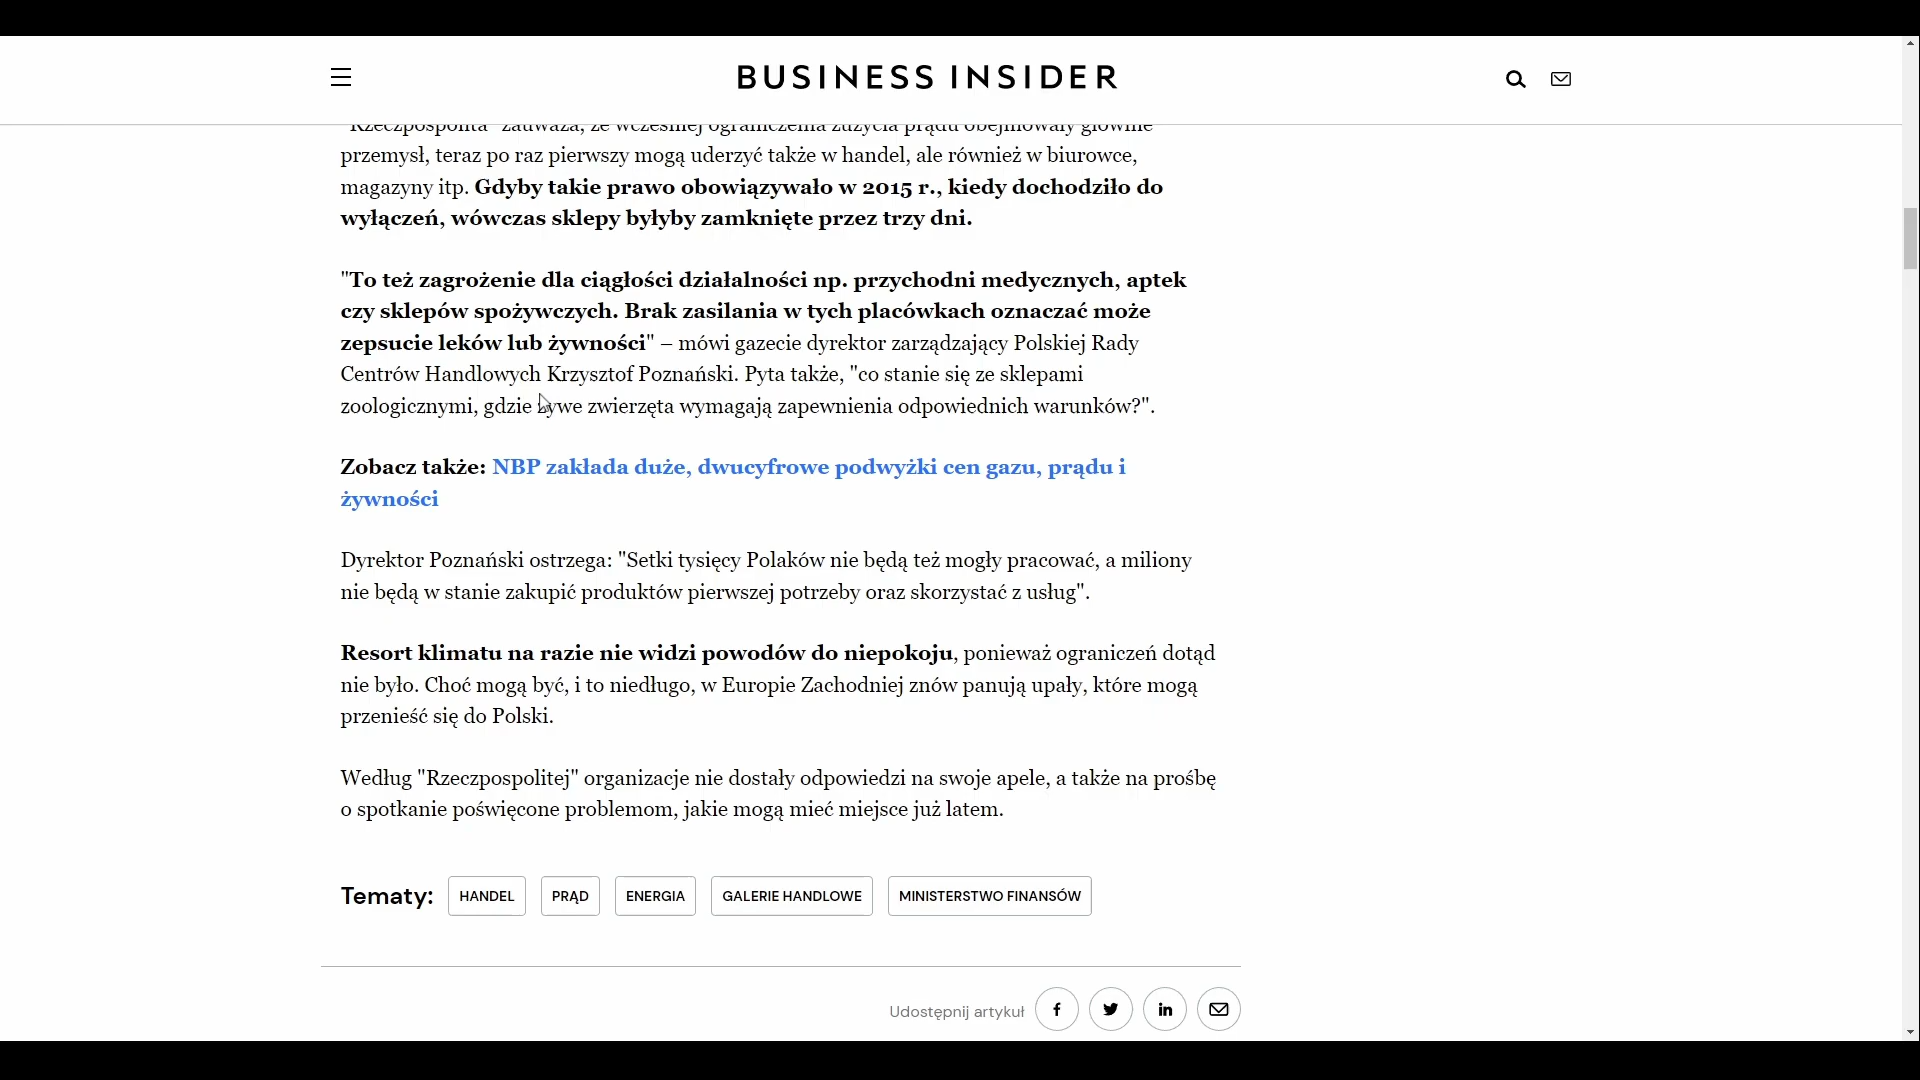 BUSINESS INSIDER
"Rzeczpospolita" zauważa, że wcześniej ograniczenia zużycia prądu obejmowały głównie
przemysł, teraz po raz pierwszy mogą uderzyć także w handel, ale również w biurowce,
magazyny itp. Gdyby takie prawo obowiązywało w 2015 r., kiedy dochodziło do
wyłączeń, wówczas sklepy byłyby zamknięte przez trzy dni.
"To też zagrożenie dla ciągłości działalności np. przychodni medycznych, aptek
czy sklepów spożywczych. Brak zasilania w tych placówkach oznaczać może
zepsucie leków lub żywności" – mówi gazecie dyrektor zarządzający Polskiej Rady
Centrów Handlowych Krzysztof Poznański. Pyta także, "co stanie się ze sklepami
zoologicznymi, gdzie żywe zwierzęta wymagają zapewnienia odpowiednich warunków?".
Zobacz także: NBP zakłada duże, dwucyfrowe podwyżki cen gazu, prądu i
żywności
Dyrektor Poznański ostrzega: "Setki tysięcy Polaków nie będą też mogły pracować, a miliony
nie będą w stanie zakupić produktów pierwszej potrzeby oraz skorzystać z usług".
Resort klimatu na razie nie widzi powodów do niepokoju, ponieważ ograniczeń dotąd
nie było. Choć mogą być, i to niedługo, w Europie Zachodniej znów panują upały, które mogą
przenieść się do Polski.
Według "Rzeczpospolitej" organizacje nie dostały odpowiedzi na swoje apele, a także na prośbę
o spotkanie poświęcone problemom, jakie mogą mieć miejsce już latem.
Tematy: HANDEL PRĄD ENERGIA GALERIE HANDLOWE MINISTERSTWO FINANSÓW
Udostępnij artykuł